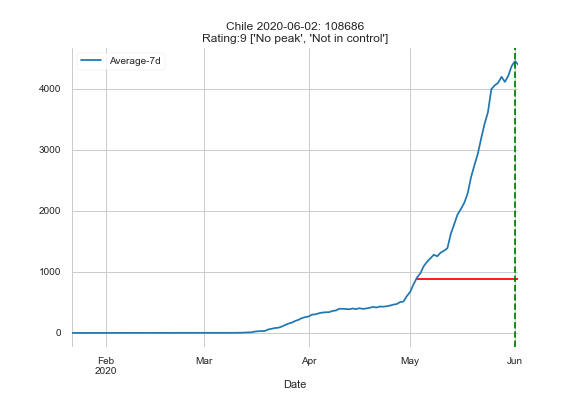 Chile 2020-06-02: 108686
Rating:9 ['No peak', 'Not in control']
Average-7d
4000
3000
2000
1000
0
Feb
2020
Mar
Apr
May
Jun
Date